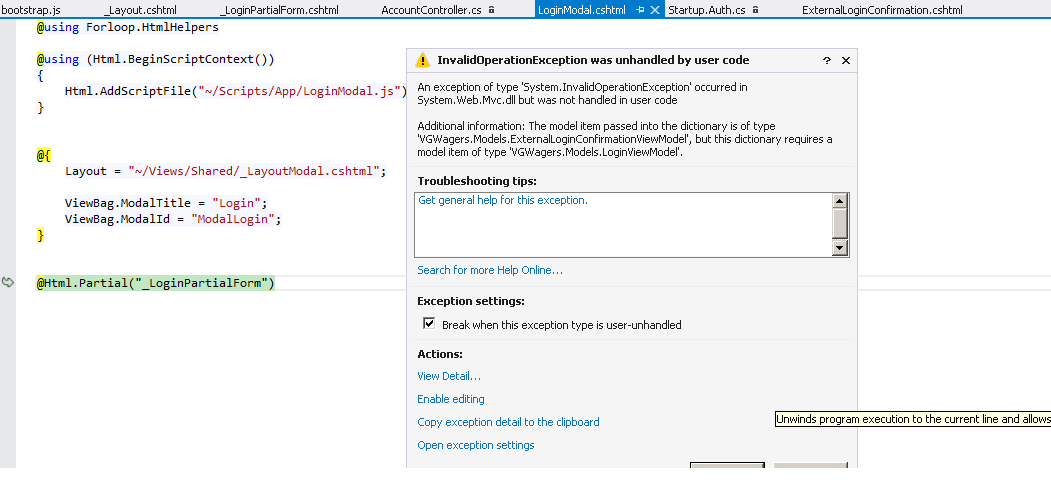 bootstrap.js _Layout.cshtml _LoginPartialForm.cshtml AccountController.cs LoginModal.cshtml Startup.Auth.cs ExternalLoginConfirmation.cshtml
@using Forloop.HtmlHelpers
@using (Html.BeginScriptContext())
{
Html.AddScriptFile("~/Scripts/App/LoginModal.js")
}
@{
Layout = "~/Views/Shared/_LayoutModal.cshtml";
ViewBag.ModalTitle = "Login";
ViewBag.ModalId = "ModalLogin";
}
@Html.Partial("_LoginPartialForm")
InvalidOperationException was unhandled by user code ? ×
An exception of type 'System.InvalidOperationException' occurred in
System.Web.Mvc.dll but was not handled in user code
Additional information: The model item passed into the dictionary is of type
'VGWagers.Models.ExternalLoginConfirmationViewModel', but this dictionary requires a
model item of type 'VGWagers.Models.LoginViewModel'.
Troubleshooting tips:
Get general help for this exception.
Search for more Help Online...
Exception settings:
Break when this exception type is user-unhandled
Actions:
View Detail...
Enable editing
Copy exception detail to the clipboard
Open exception settings
Unwinds program execution to the current line and allows